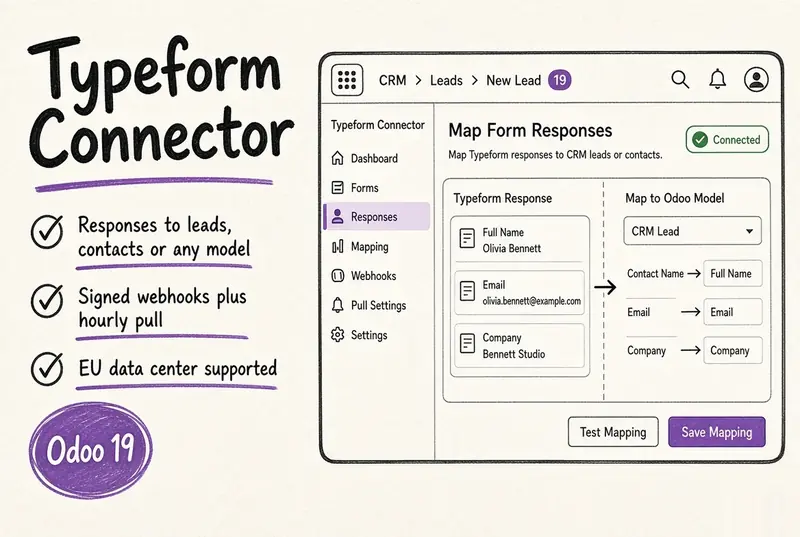 Typeform
Connector
Responses to leads,
contacts or any model
Signed webhooks plus
hourly pull
EU data center supported
Odoo 19
CRM > Leads > New Lead 19
Typeform Connector
Dashboard
Forms
Responses
Mapping
Webhooks
Pull Settings
Settings
Map Form Responses
Map Typeform responses to CRM leads or contacts.
Connected
Typeform Response
Full Name
Olivia Bennett
Email
olivia.bennett@example.com
Company
Bennett Studio
Map to Odoo Model
CRM Lead
Contact Name → Full Name
Email → Email
Company → Company
Test Mapping
Save Mapping